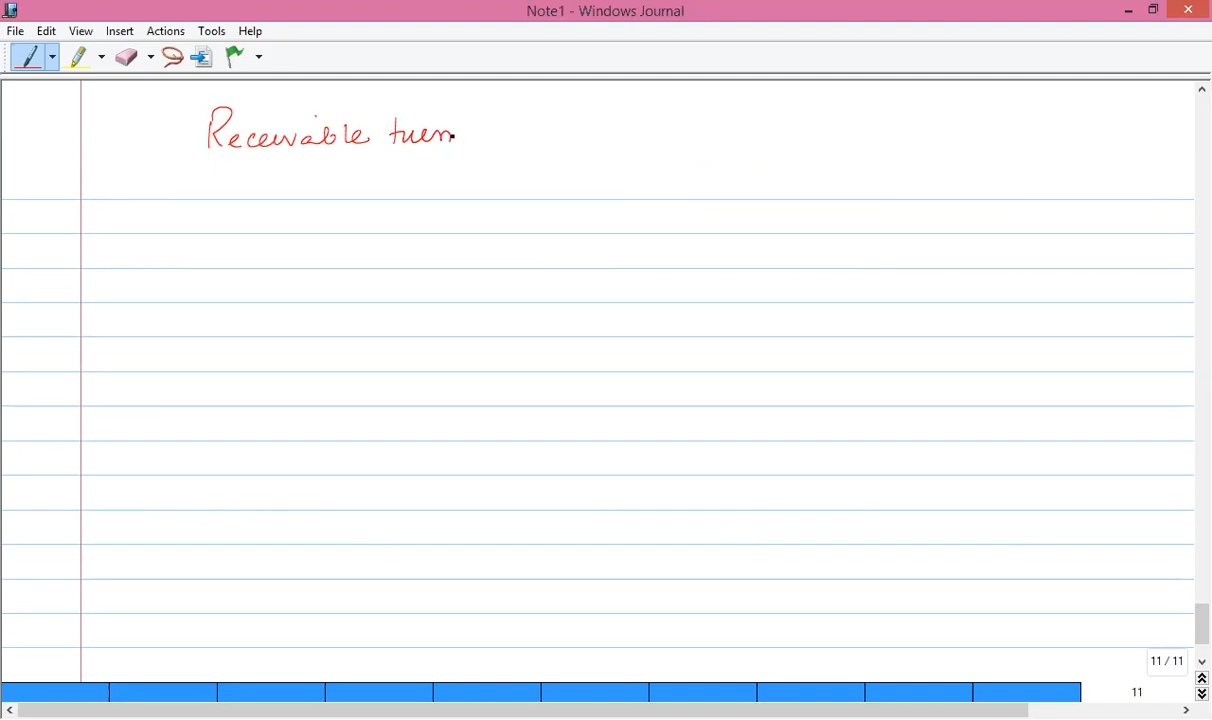 Note1 - Windows Journal
File Edit View Insert Actions Tools Help
Receivable turn
11 / 11
11